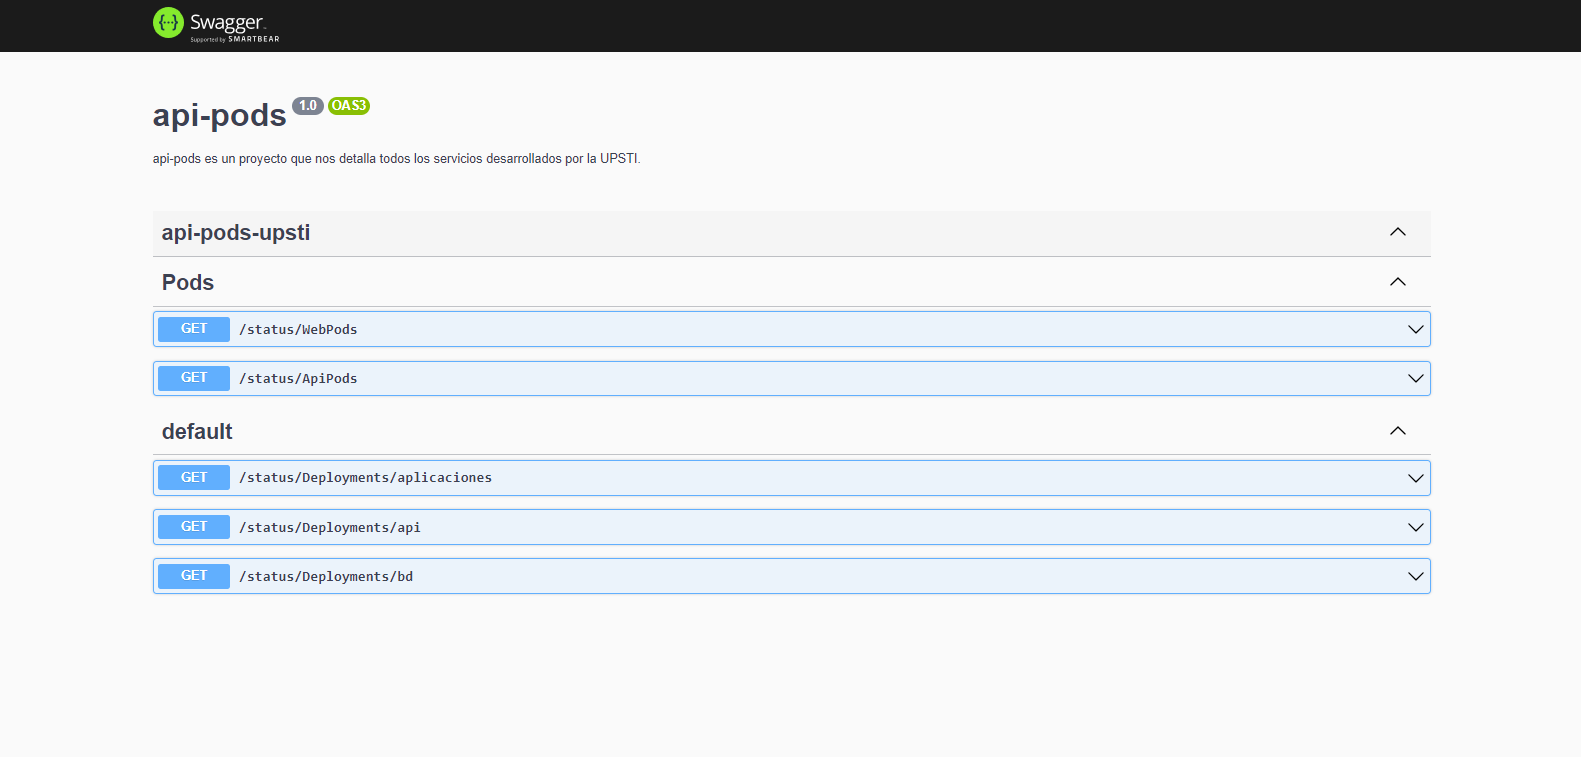 Swagger
Supported by SMARTBEAR
api-pods 1.0 OAS3
api-pods es un proyecto que nos detalla todos los servicios desarrollados por la UPSTI.
api-pods-upsti
Pods
GET /status/WebPods
GET /status/ApiPods
default
GET /status/Deployments/aplicaciones
GET /status/Deployments/api
GET /status/Deployments/bd